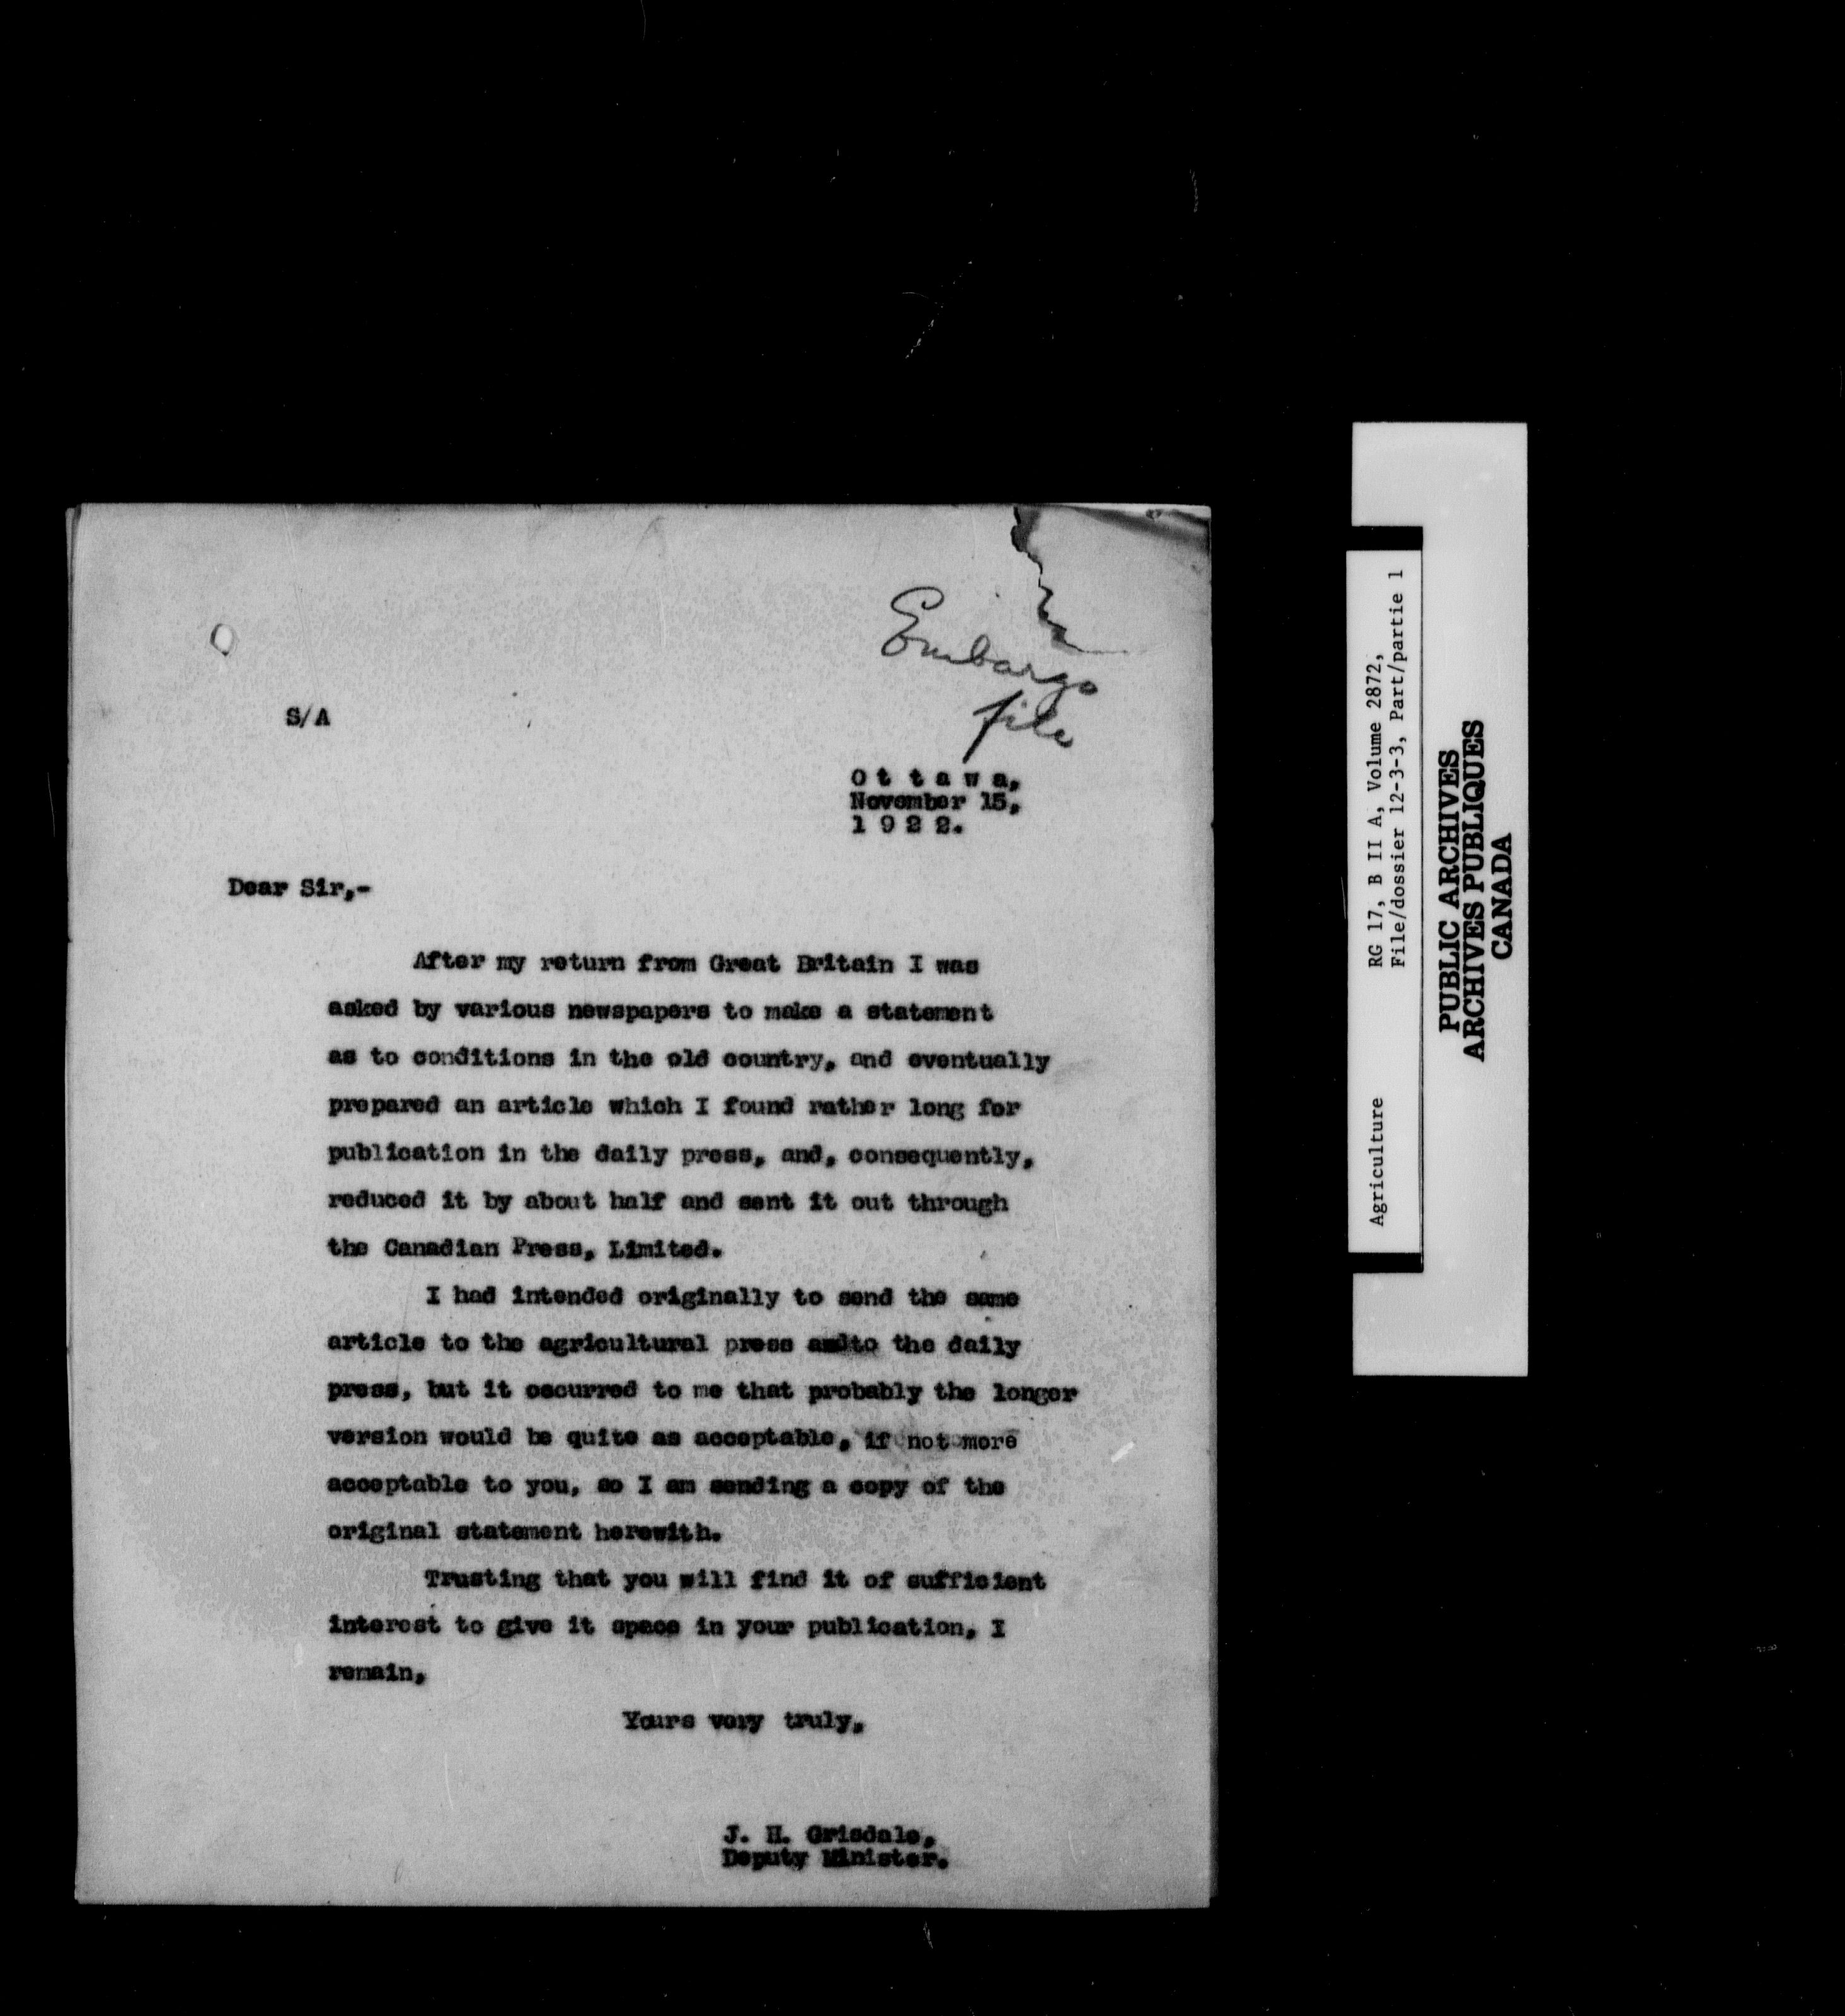 Embargo
file
S/A
O t t a w a,
November 15,
1 9 2 2.
Dear Sir,-
After my return from Great Britain I was
asked by various newspapers to make a statement
as to conditions in the old country, and eventually
prepared an article which I found rather long for
publication in the daily press, and, consequently,
reduced it by about half and sent it out through
the Canadian Press, Limited.
I had intended originally to send the same
article to the agricultural press andto the daily
press, but it occurred to me that probably the longer
version would be quite as acceptable, if not more
acceptable to you, so I am sending a copy of the
original statement herewith.
Trusting that you will find it of sufficient
interest to give it space in your publication, I
remain,
Yours very truly,
J. H. Grisdale,
Deputy Minister.
Agriculture RG 17, B II A, Volume 2872,
File/dossier 12-3-3, Part/partie 1
PUBLIC ARCHIVES
ARCHIVES PUBLIQUES
CANADA